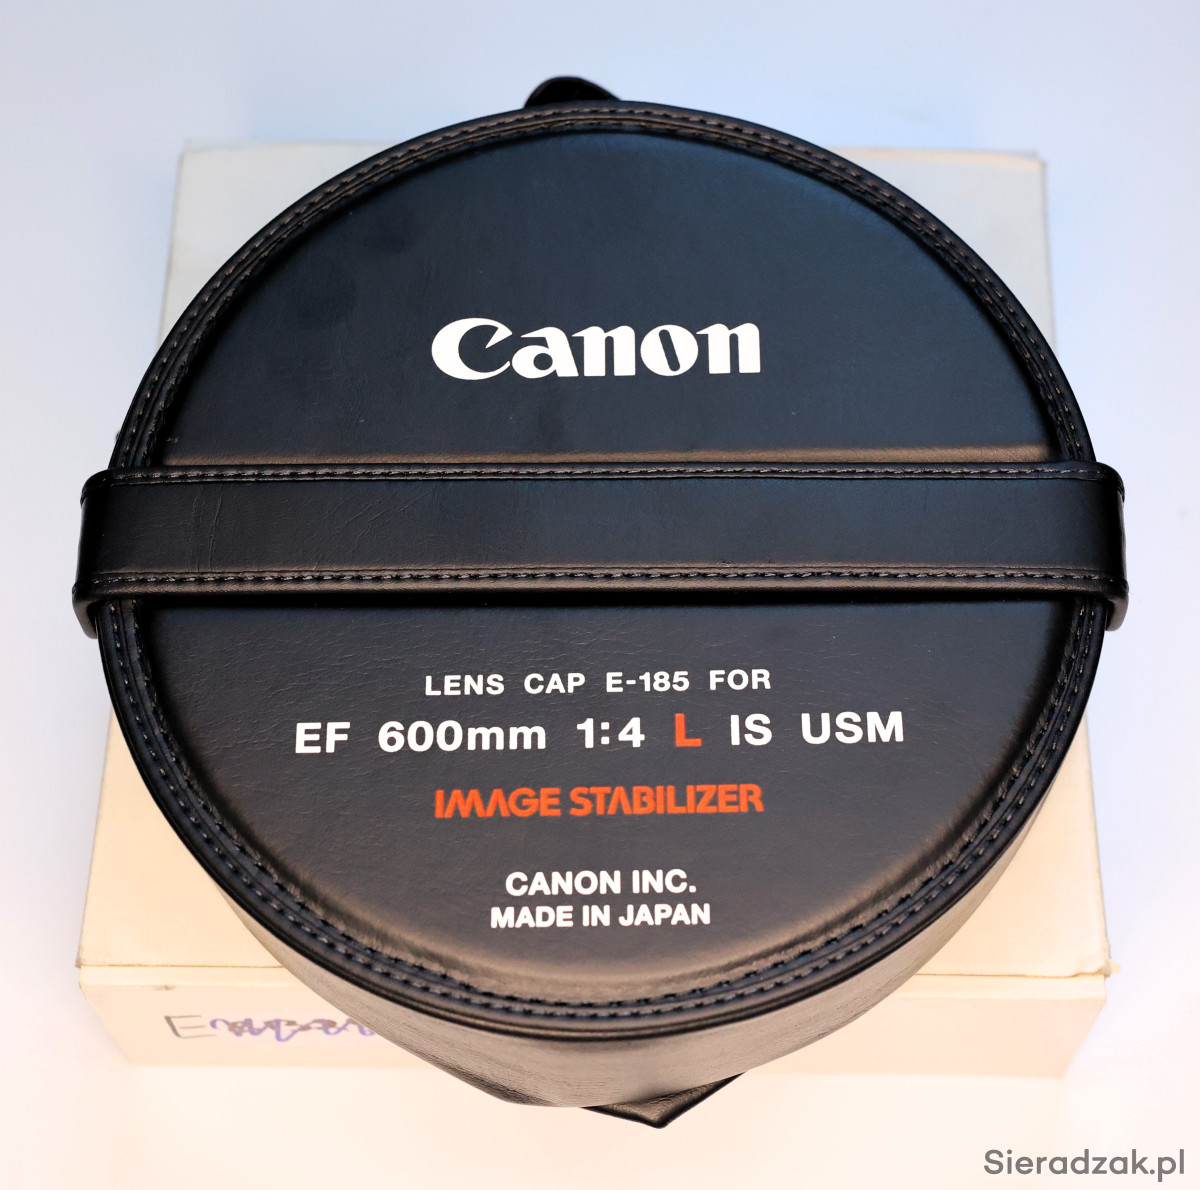 Canon
LENS CAP E-185 FOR
EF 600mm 1:4 L IS USM
IMAGE STABILIZER
CANON INC.
MADE IN JAPAN
E
Sieradzak.pl